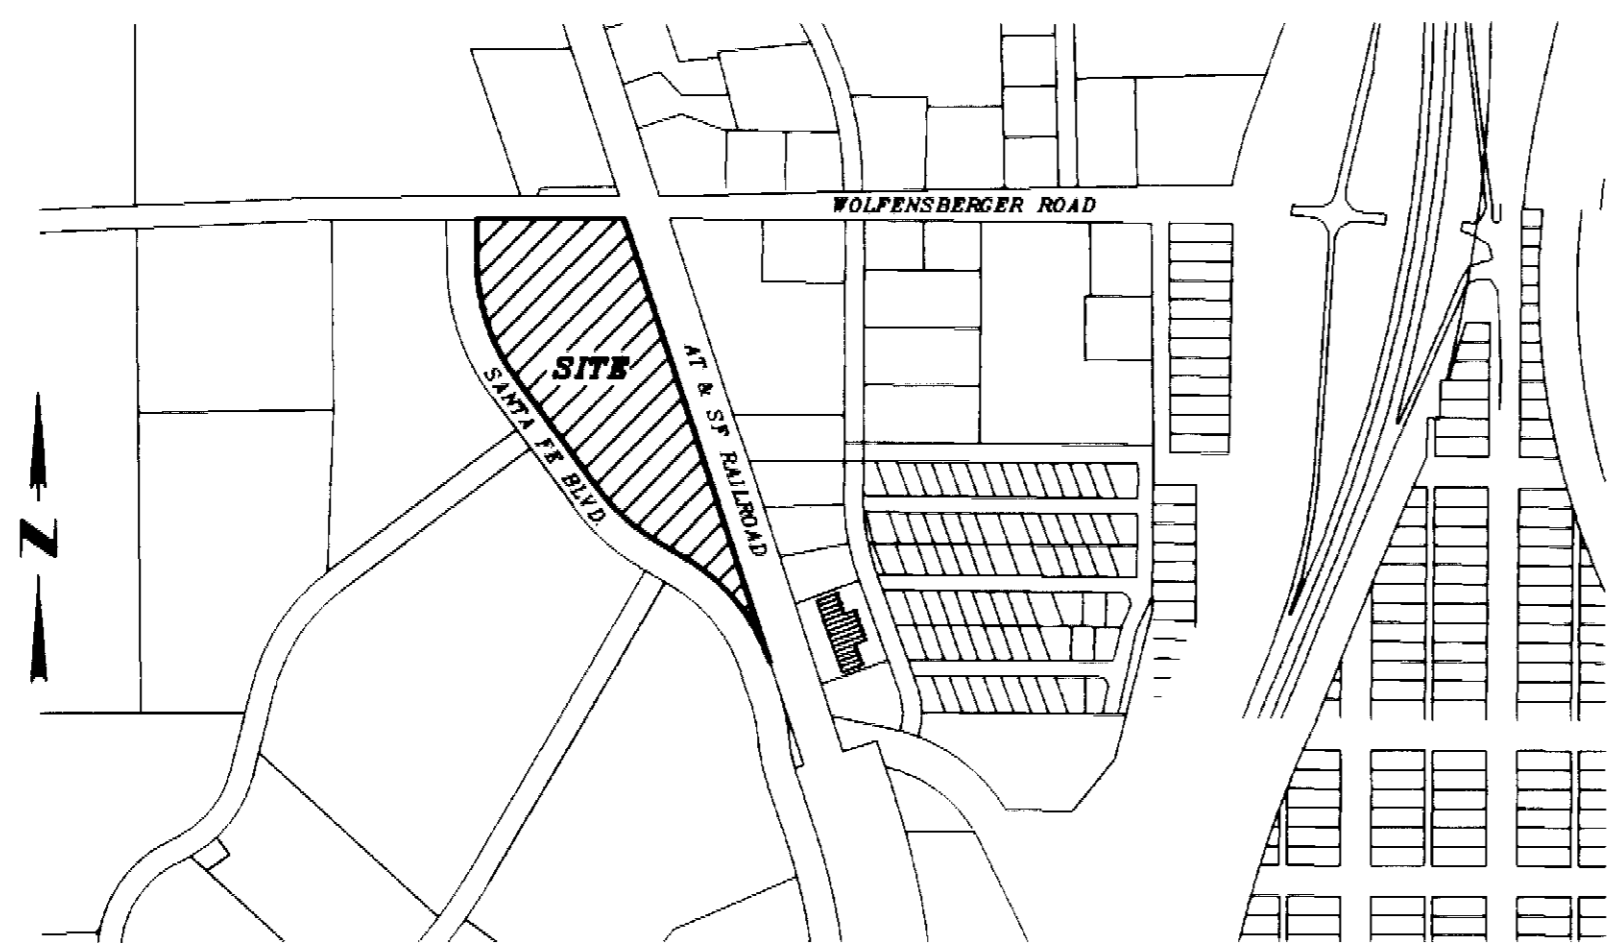 WOLFENSBERGER ROAD
SITE
SANTA FE BLVD.
AT & SF RAILROAD
N